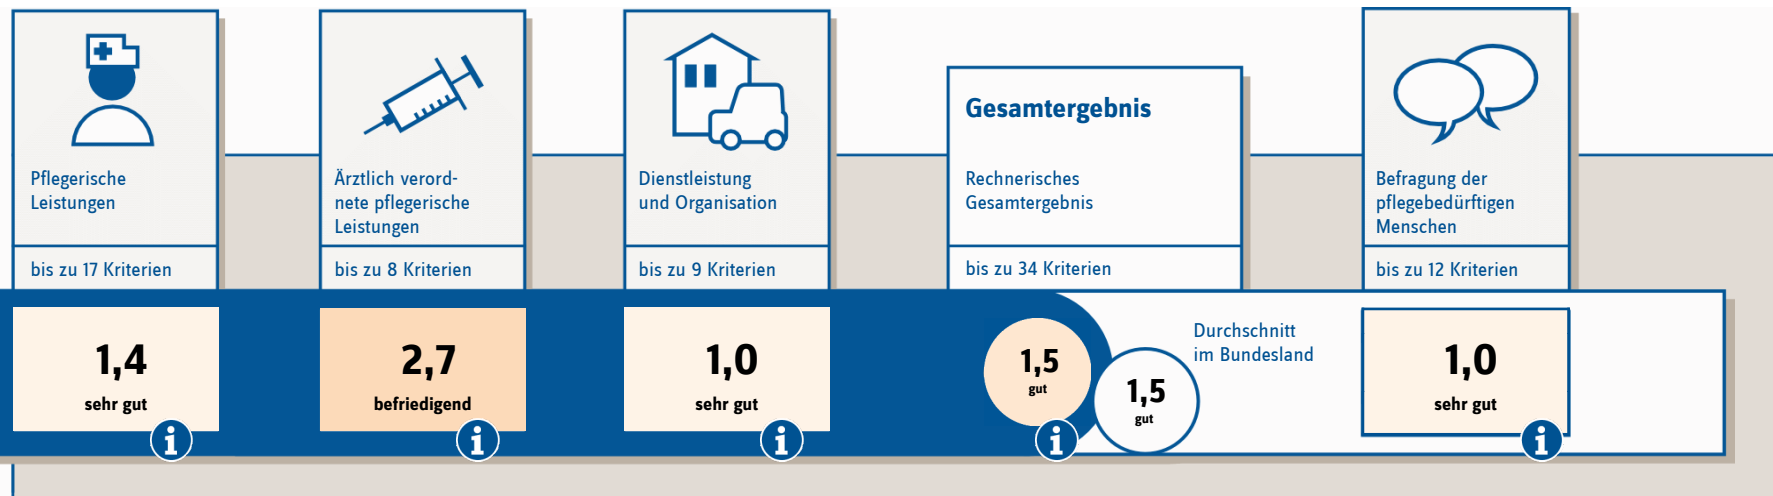 Pflegerische
Leistungen
bis zu 17 Kriterien
1,4
sehr gut
i
Ärztlich verord-
nete pflegerische
Leistungen
bis zu 8 Kriterien
2,7
befriedigend
i
Dienstleistung
und Organisation
bis zu 9 Kriterien
1,0
sehr gut
i
Gesamtergebnis
Rechnerisches
Gesamtergebnis
bis zu 34 Kriterien
1,5
gut
i
Durchschnitt
im Bundesland
1,5
gut
Befragung der
pflegebedürftigen
Menschen
bis zu 12 Kriterien
1,0
sehr gut
i